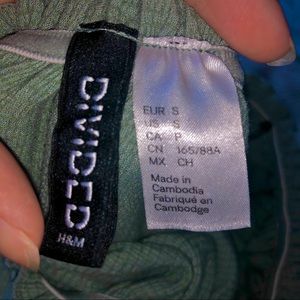 DIVIDED
H&M
EUR S
US S
CA P
CN 165/88A
MX CH
Made in
Cambodia
Fabriqué en
Cambodge